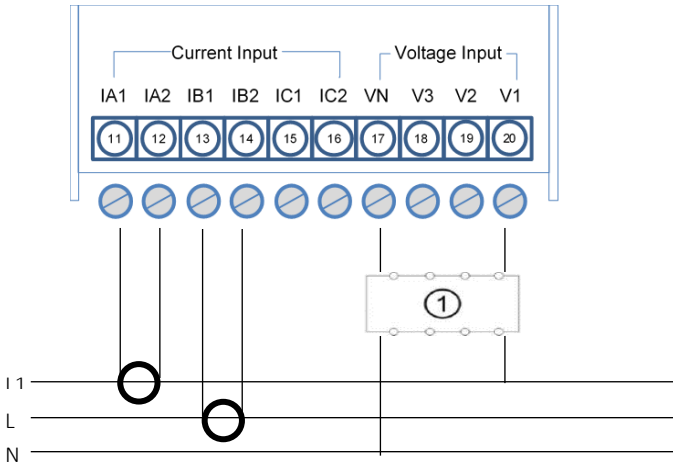 Current Input Voltage Input
IA1 IA2 IB1 IB2 IC1 IC2 VN V3 V2 V1
11 12 13 14 15 16 17 18 19 20
1
L1
L
N